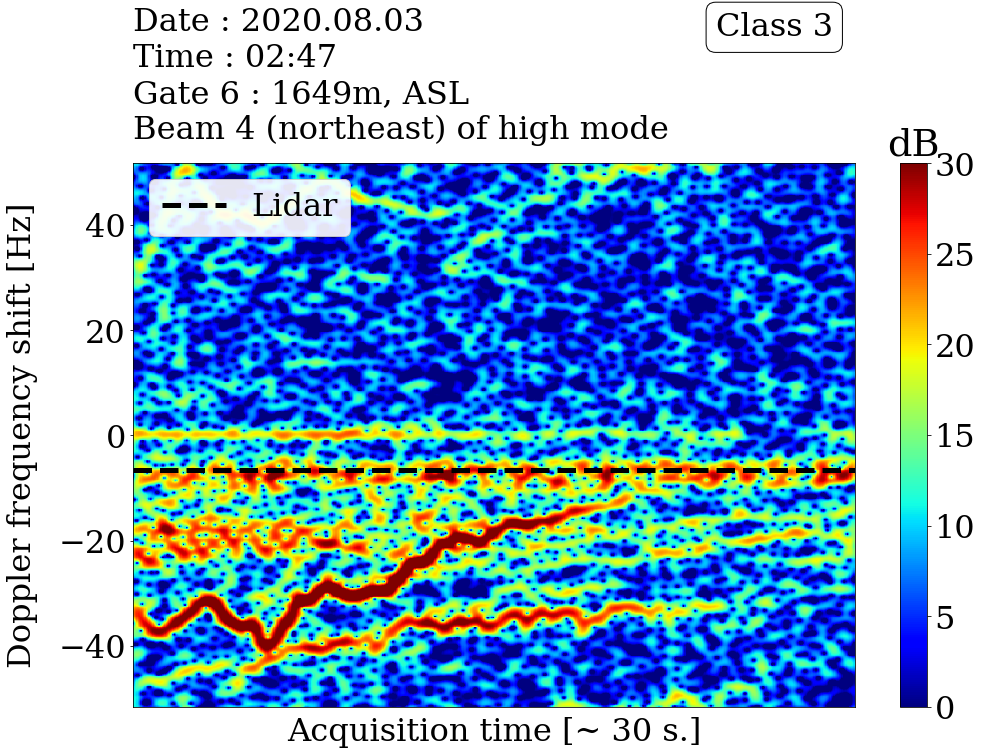 Date : 2020.08.03
Time : 02:47
Gate 6 : 1649m, ASL
Beam 4 (northeast) of high mode
Class 3
dB
Lidar
Doppler frequency shift [Hz]
40
20
0
−20
−40
Acquisition time [~ 30 s.]
30
25
20
15
10
5
0